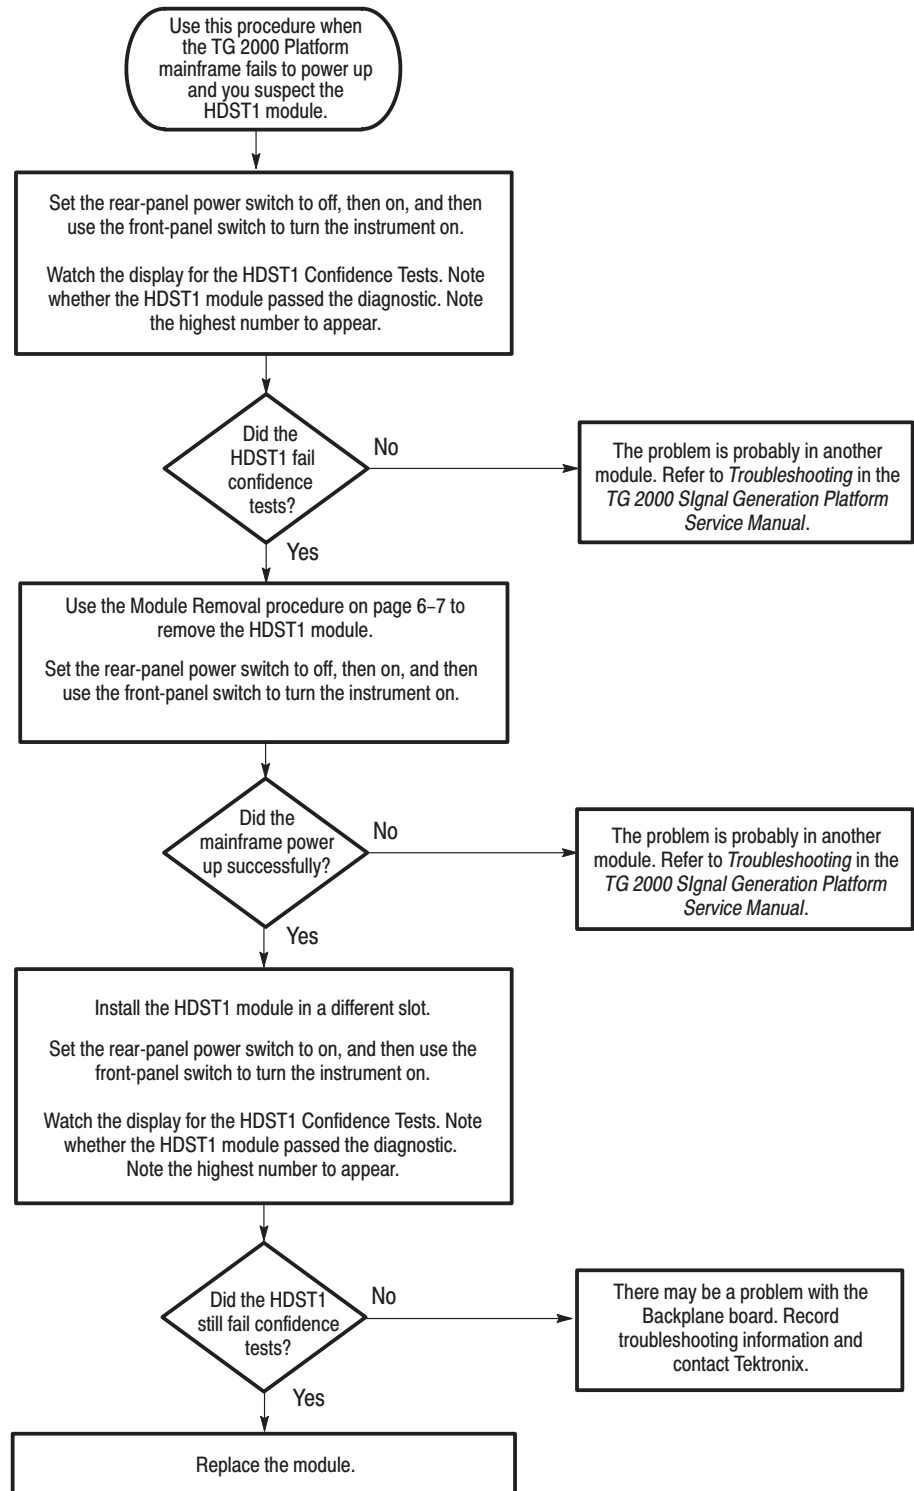 Use this procedure when
the TG 2000 Platform
mainframe fails to power up
and you suspect the
HDST1 module.
Set the rear-panel power switch to off, then on, and then
use the front-panel switch to turn the instrument on.
Watch the display for the HDST1 Confidence Tests. Note
whether the HDST1 module passed the diagnostic. Note
the highest number to appear.
Did the
HDST1 fail
confidence
tests?
No
The problem is probably in another
module. Refer to Troubleshooting in the
TG 2000 SIgnal Generation Platform
Service Manual.
Yes
Use the Module Removal procedure on page 6–7 to
remove the HDST1 module.
Set the rear-panel power switch to off, then on, and then
use the front-panel switch to turn the instrument on.
Did the
mainframe power
up successfully?
No
The problem is probably in another
module. Refer to Troubleshooting in the
TG 2000 SIgnal Generation Platform
Service Manual.
Yes
Install the HDST1 module in a different slot.
Set the rear-panel power switch to on, and then use the
front-panel switch to turn the instrument on.
Watch the display for the HDST1 Confidence Tests. Note
whether the HDST1 module passed the diagnostic.
Note the highest number to appear.
Did the HDST1
still fail confidence
tests?
No
There may be a problem with the
Backplane board. Record
troubleshooting information and
contact Tektronix.
Yes
Replace the module.